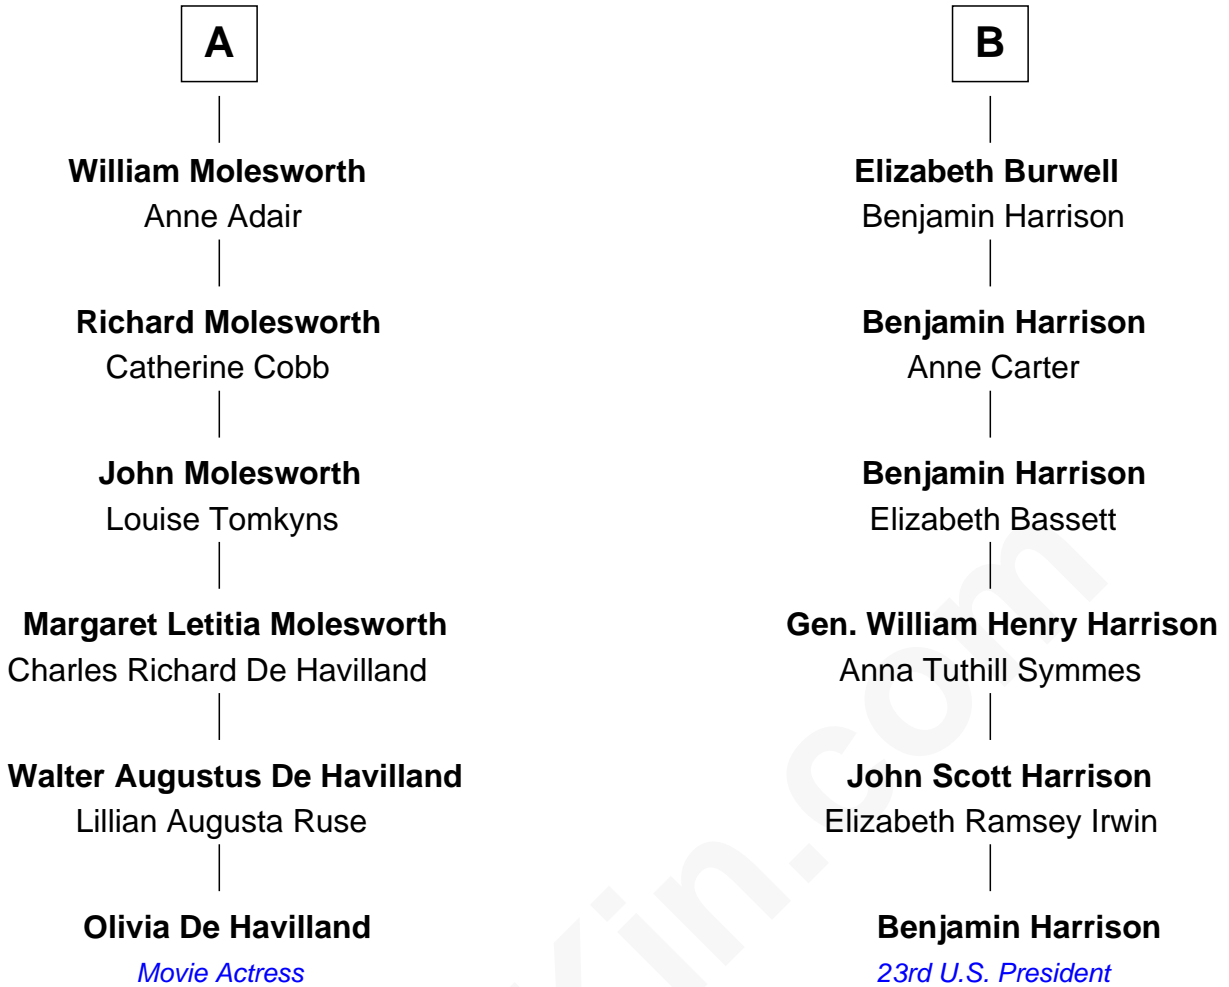 A
B
William Molesworth
Anne Adair
Elizabeth Burwell
Benjamin Harrison
Richard Molesworth
Catherine Cobb
Benjamin Harrison
Anne Carter
John Molesworth
Louise Tomkyns
Benjamin Harrison
Elizabeth Bassett
Margaret Letitia Molesworth
Charles Richard De Havilland
Gen. William Henry Harrison
Anna Tuthill Symmes
Walter Augustus De Havilland
Lillian Augusta Ruse
John Scott Harrison
Elizabeth Ramsey Irwin
Olivia De Havilland
Movie Actress
Benjamin Harrison
23rd U.S. President
Kin.com